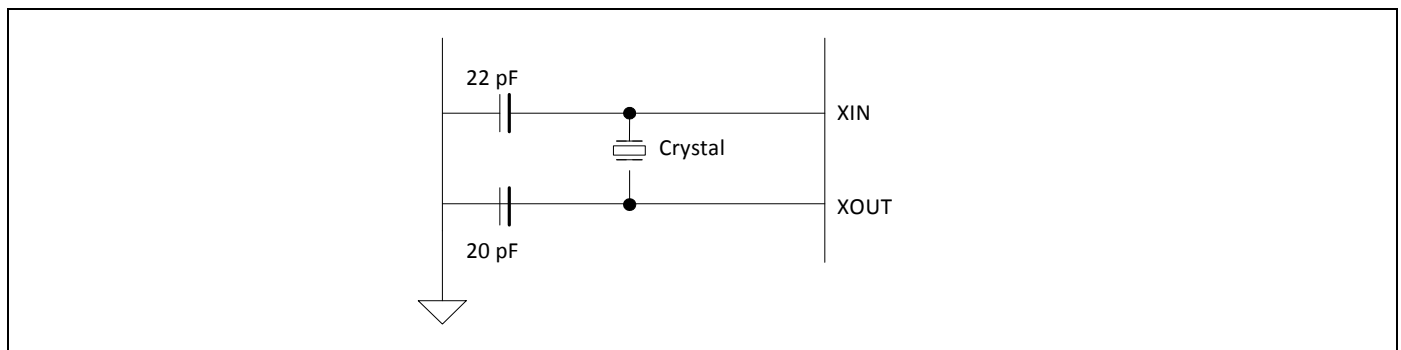 22 pF
XIN
Crystal
XOUT
20 pF